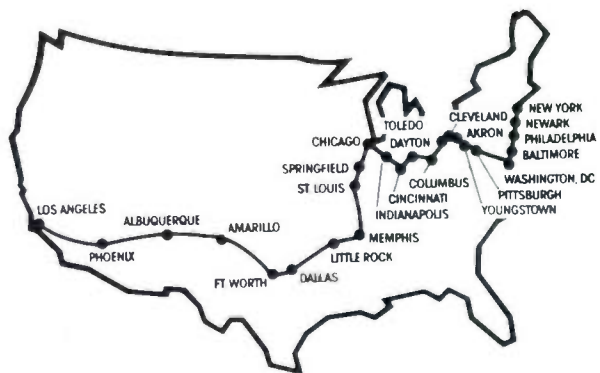 NEW YORK
CLEVELAND
NEWARK
TOLEDO
AKRON
PHILADELPHIA
CHICAGO
DAYTON
BALTIMORE
SPRINGFIELD
COLUMBUS
WASHINGTON, DC
ST LOUIS
CINCINNATI
PITTSBURGH
INDIANAPOLIS
YOUNGSTOWN
LOS ANGELES
ALBUQUERQUE
AMARILLO
MEMPHIS
PHOENIX
LITTLE ROCK
FT WORTH
DALLAS